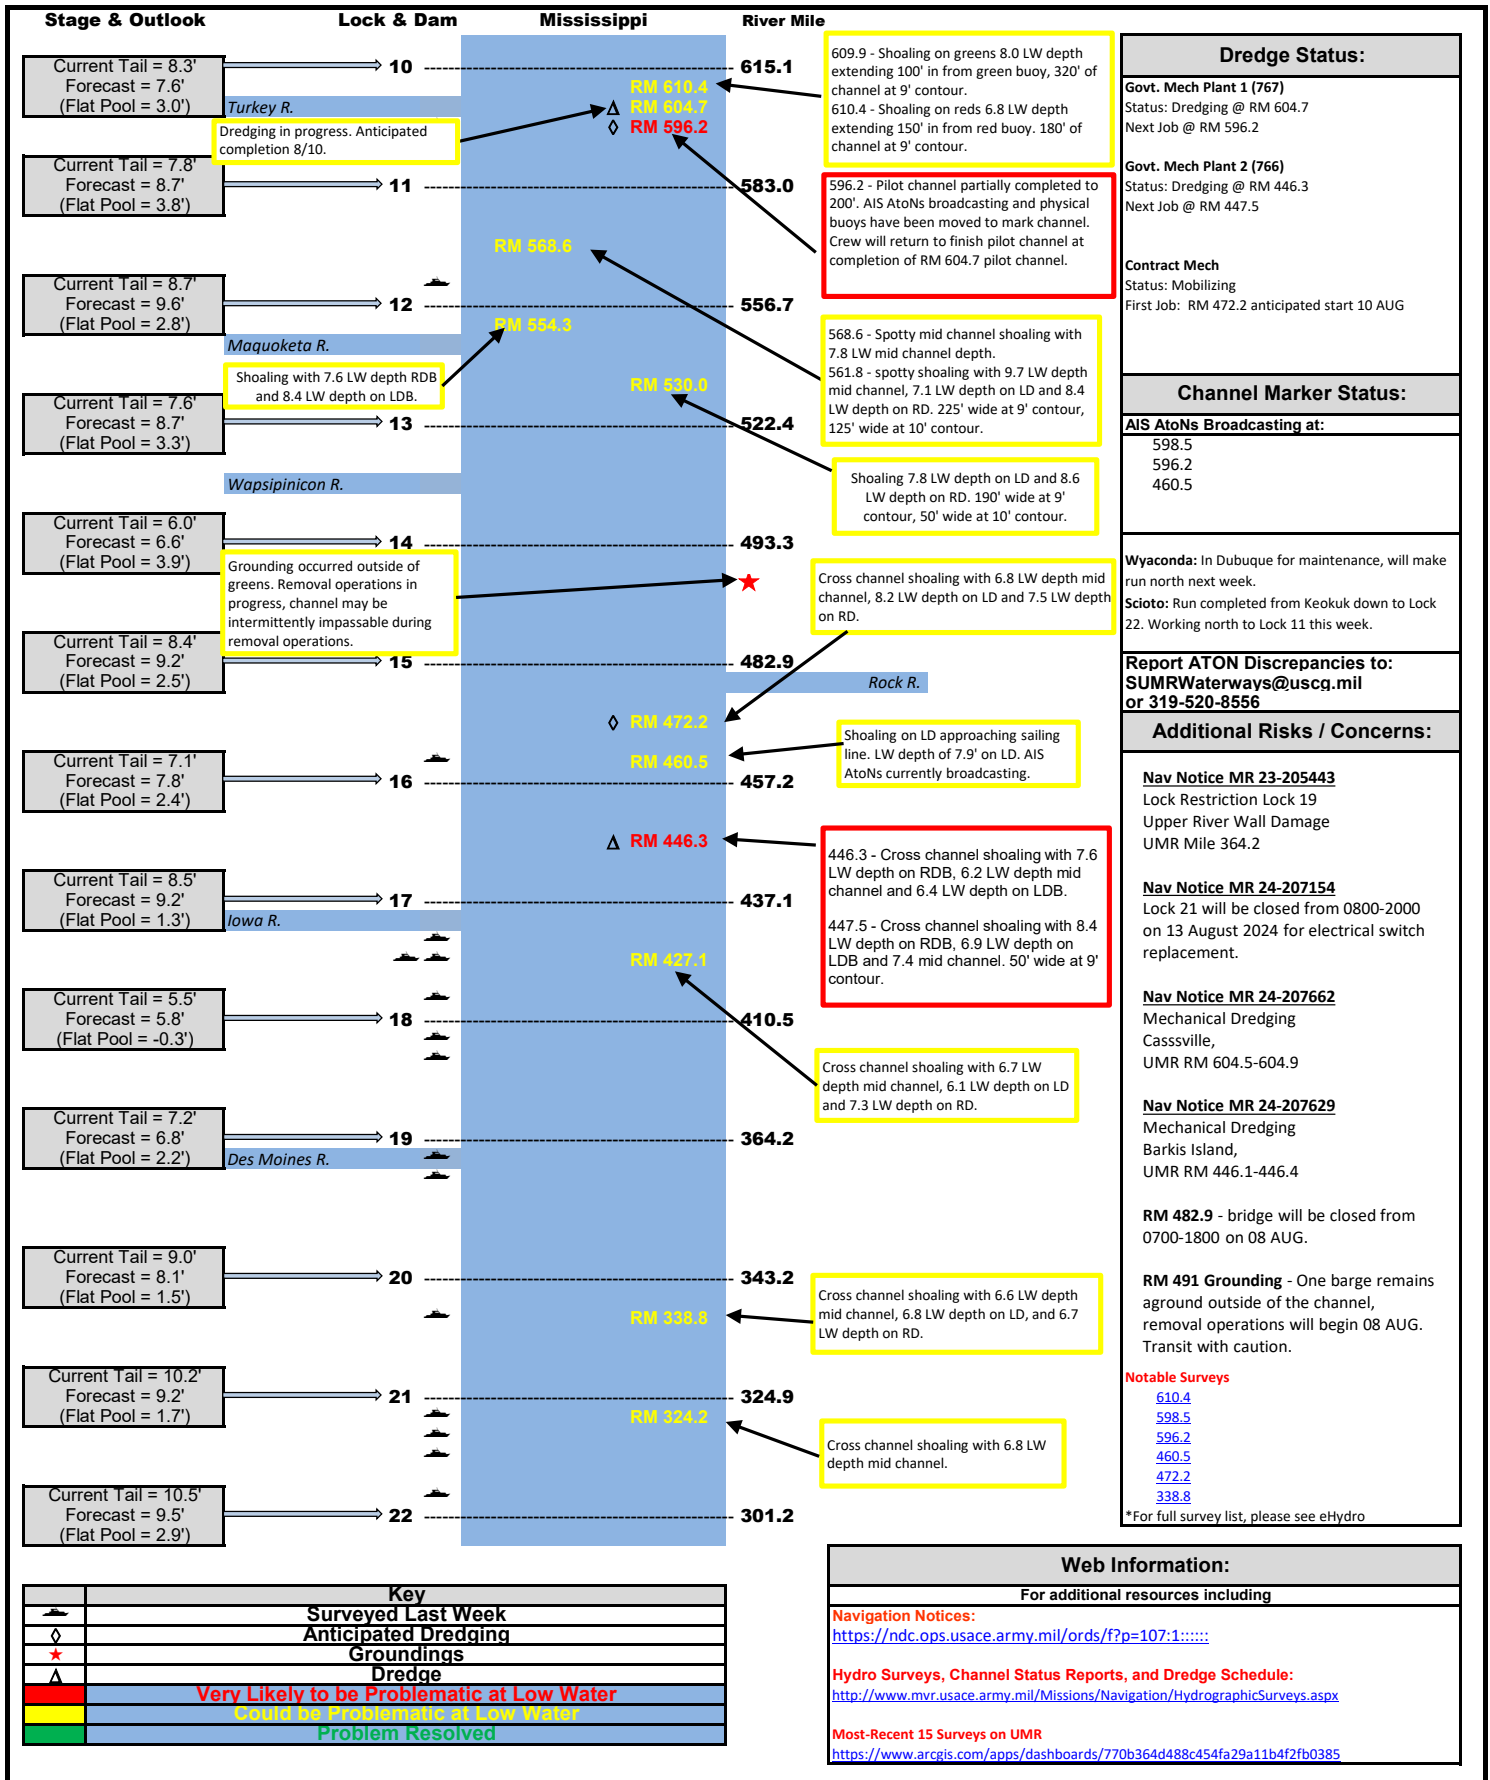 Stage & Outlook
Lock & Dam
Mississippi
River Mile
Current Tail = 8.3'
Forecast = 7.6'
(Flat Pool = 3.0')
10
615.1
Turkey R.
RM 610.4
RM 604.7
RM 596.2
Dredging in progress. Anticipated
completion 8/10.
609.9 - Shoaling on greens 8.0 LW depth
extending 100' in from green buoy, 320' of
channel at 9' contour.
610.4 - Shoaling on reds 6.8 LW depth
extending 150' in from red buoy. 180' of
channel at 9' contour.
Current Tail = 7.8'
Forecast = 8.7'
(Flat Pool = 3.8')
11
583.0
596.2 - Pilot channel partially completed to
200'. AIS AtoNs broadcasting and physical
buoys have been moved to mark channel.
Crew will return to finish pilot channel at
completion of RM 604.7 pilot channel.
RM 568.6
Current Tail = 8.7'
Forecast = 9.6'
(Flat Pool = 2.8')
12
556.7
RM 554.3
Maquoketa R.
568.6 - Spotty mid channel shoaling with
7.8 LW mid channel depth.
561.8 - spotty shoaling with 9.7 LW depth
mid channel, 7.1 LW depth on LD and 8.4
LW depth on RD. 225' wide at 9' contour,
125' wide at 10' contour.
Shoaling with 7.6 LW depth RDB
and 8.4 LW depth on LDB.
RM 530.0
Current Tail = 7.6'
Forecast = 8.7'
(Flat Pool = 3.3')
13
522.4
Wapsipinicon R.
Shoaling 7.8 LW depth on LD and 8.6
LW depth on RD. 190' wide at 9'
contour, 50' wide at 10' contour.
Current Tail = 6.0'
Forecast = 6.6'
(Flat Pool = 3.9')
14
493.3
Grounding occurred outside of
greens. Removal operations in
progress, channel may be
intermittently impassable during
removal operations.
Cross channel shoaling with 6.8 LW depth mid
channel, 8.2 LW depth on LD and 7.5 LW depth
on RD.
Current Tail = 8.4'
Forecast = 9.2'
(Flat Pool = 2.5')
15
482.9
Rock R.
RM 472.2
Shoaling on LD approaching sailing
line. LW depth of 7.9' on LD. AIS
AtoNs currently broadcasting.
RM 460.5
Current Tail = 7.1'
Forecast = 7.8'
(Flat Pool = 2.4')
16
457.2
RM 446.3
446.3 - Cross channel shoaling with 7.6
LW depth on RDB, 6.2 LW depth mid
channel and 6.4 LW depth on LDB.
447.5 - Cross channel shoaling with 8.4
LW depth on RDB, 6.9 LW depth on
LDB and 7.4 mid channel. 50' wide at 9'
contour.
Current Tail = 8.5'
Forecast = 9.2'
(Flat Pool = 1.3')
17
437.1
Iowa R.
RM 427.1
Current Tail = 5.5'
Forecast = 5.8'
(Flat Pool = -0.3')
18
410.5
Cross channel shoaling with 6.7 LW
depth mid channel, 6.1 LW depth on LD
and 7.3 LW depth on RD.
Current Tail = 7.2'
Forecast = 6.8'
(Flat Pool = 2.2')
19
364.2
Des Moines R.
Current Tail = 9.0'
Forecast = 8.1'
(Flat Pool = 1.5')
20
343.2
RM 338.8
Cross channel shoaling with 6.6 LW depth
mid channel, 6.8 LW depth on LD, and 6.7
LW depth on RD.
Current Tail = 10.2'
Forecast = 9.2'
(Flat Pool = 1.7')
21
324.9
RM 324.2
Cross channel shoaling with 6.8 LW
depth mid channel.
Current Tail = 10.5'
Forecast = 9.5'
(Flat Pool = 2.9')
22
301.2
Dredge Status:
Govt. Mech Plant 1 (767)
Status: Dredging @ RM 604.7
Next Job @ RM 596.2
Govt. Mech Plant 2 (766)
Status: Dredging @ RM 446.3
Next Job @ RM 447.5
Contract Mech
Status: Mobilizing
First Job: RM 472.2 anticipated start 10 AUG
Channel Marker Status:
AIS AtoNs Broadcasting at:
598.5
596.2
460.5
Wyaconda: In Dubuque for maintenance, will make
run north next week.
Scioto: Run completed from Keokuk down to Lock
22. Working north to Lock 11 this week.
Report ATON Discrepancies to:
SUMRWaterways@uscg.mil
or 319-520-8556
Additional Risks / Concerns:
Nav Notice MR 23-205443
Lock Restriction Lock 19
Upper River Wall Damage
UMR Mile 364.2
Nav Notice MR 24-207154
Lock 21 will be closed from 0800-2000
on 13 August 2024 for electrical switch
replacement.
Nav Notice MR 24-207662
Mechanical Dredging
Casssville,
UMR RM 604.5-604.9
Nav Notice MR 24-207629
Mechanical Dredging
Barkis Island,
UMR RM 446.1-446.4
RM 482.9 - bridge will be closed from
0700-1800 on 08 AUG.
RM 491 Grounding - One barge remains
aground outside of the channel,
removal operations will begin 08 AUG.
Transit with caution.
Notable Surveys
610.4
598.5
596.2
460.5
472.2
338.8
*For full survey list, please see eHydro
Key
Surveyed Last Week
Anticipated Dredging
Groundings
Dredge
Very Likely to be Problematic at Low Water
Could be Problematic at Low Water
Problem Resolved
Web Information:
For additional resources including
Navigation Notices:
https://ndc.ops.usace.army.mil/ords/f?p=107:1::::::
Hydro Surveys, Channel Status Reports, and Dredge Schedule:
http://www.mvr.usace.army.mil/Missions/Navigation/HydrographicSurveys.aspx
Most-Recent 15 Surveys on UMR
https://www.arcgis.com/apps/dashboards/770b364d488c454fa29a11b4f2fb0385